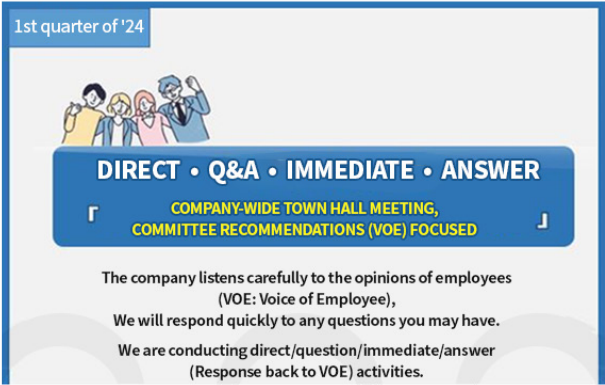 1st quarter of '24
DIRECT • Q&A • IMMEDIATE • ANSWER
「 COMPANY-WIDE TOWN HALL MEETING,
COMMITTEE RECOMMENDATIONS (VOE) FOCUSED 」
The company listens carefully to the opinions of employees
(VOE: Voice of Employee),
We will respond quickly to any questions you may have.
We are conducting direct/question/immediate/answer
(Response back to VOE) activities.